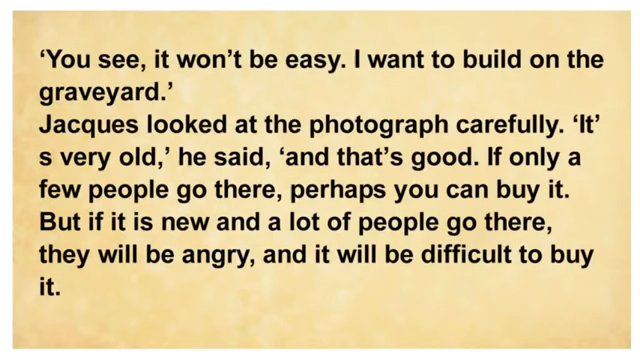 ‘You see, it won’t be easy. I want to build on the
graveyard.’
Jacques looked at the photograph carefully. ‘It’
s very old,’ he said, ‘and that’s good. If only a
few people go there, perhaps you can buy it.
But if it is new and a lot of people go there,
they will be angry, and it will be difficult to buy
it.